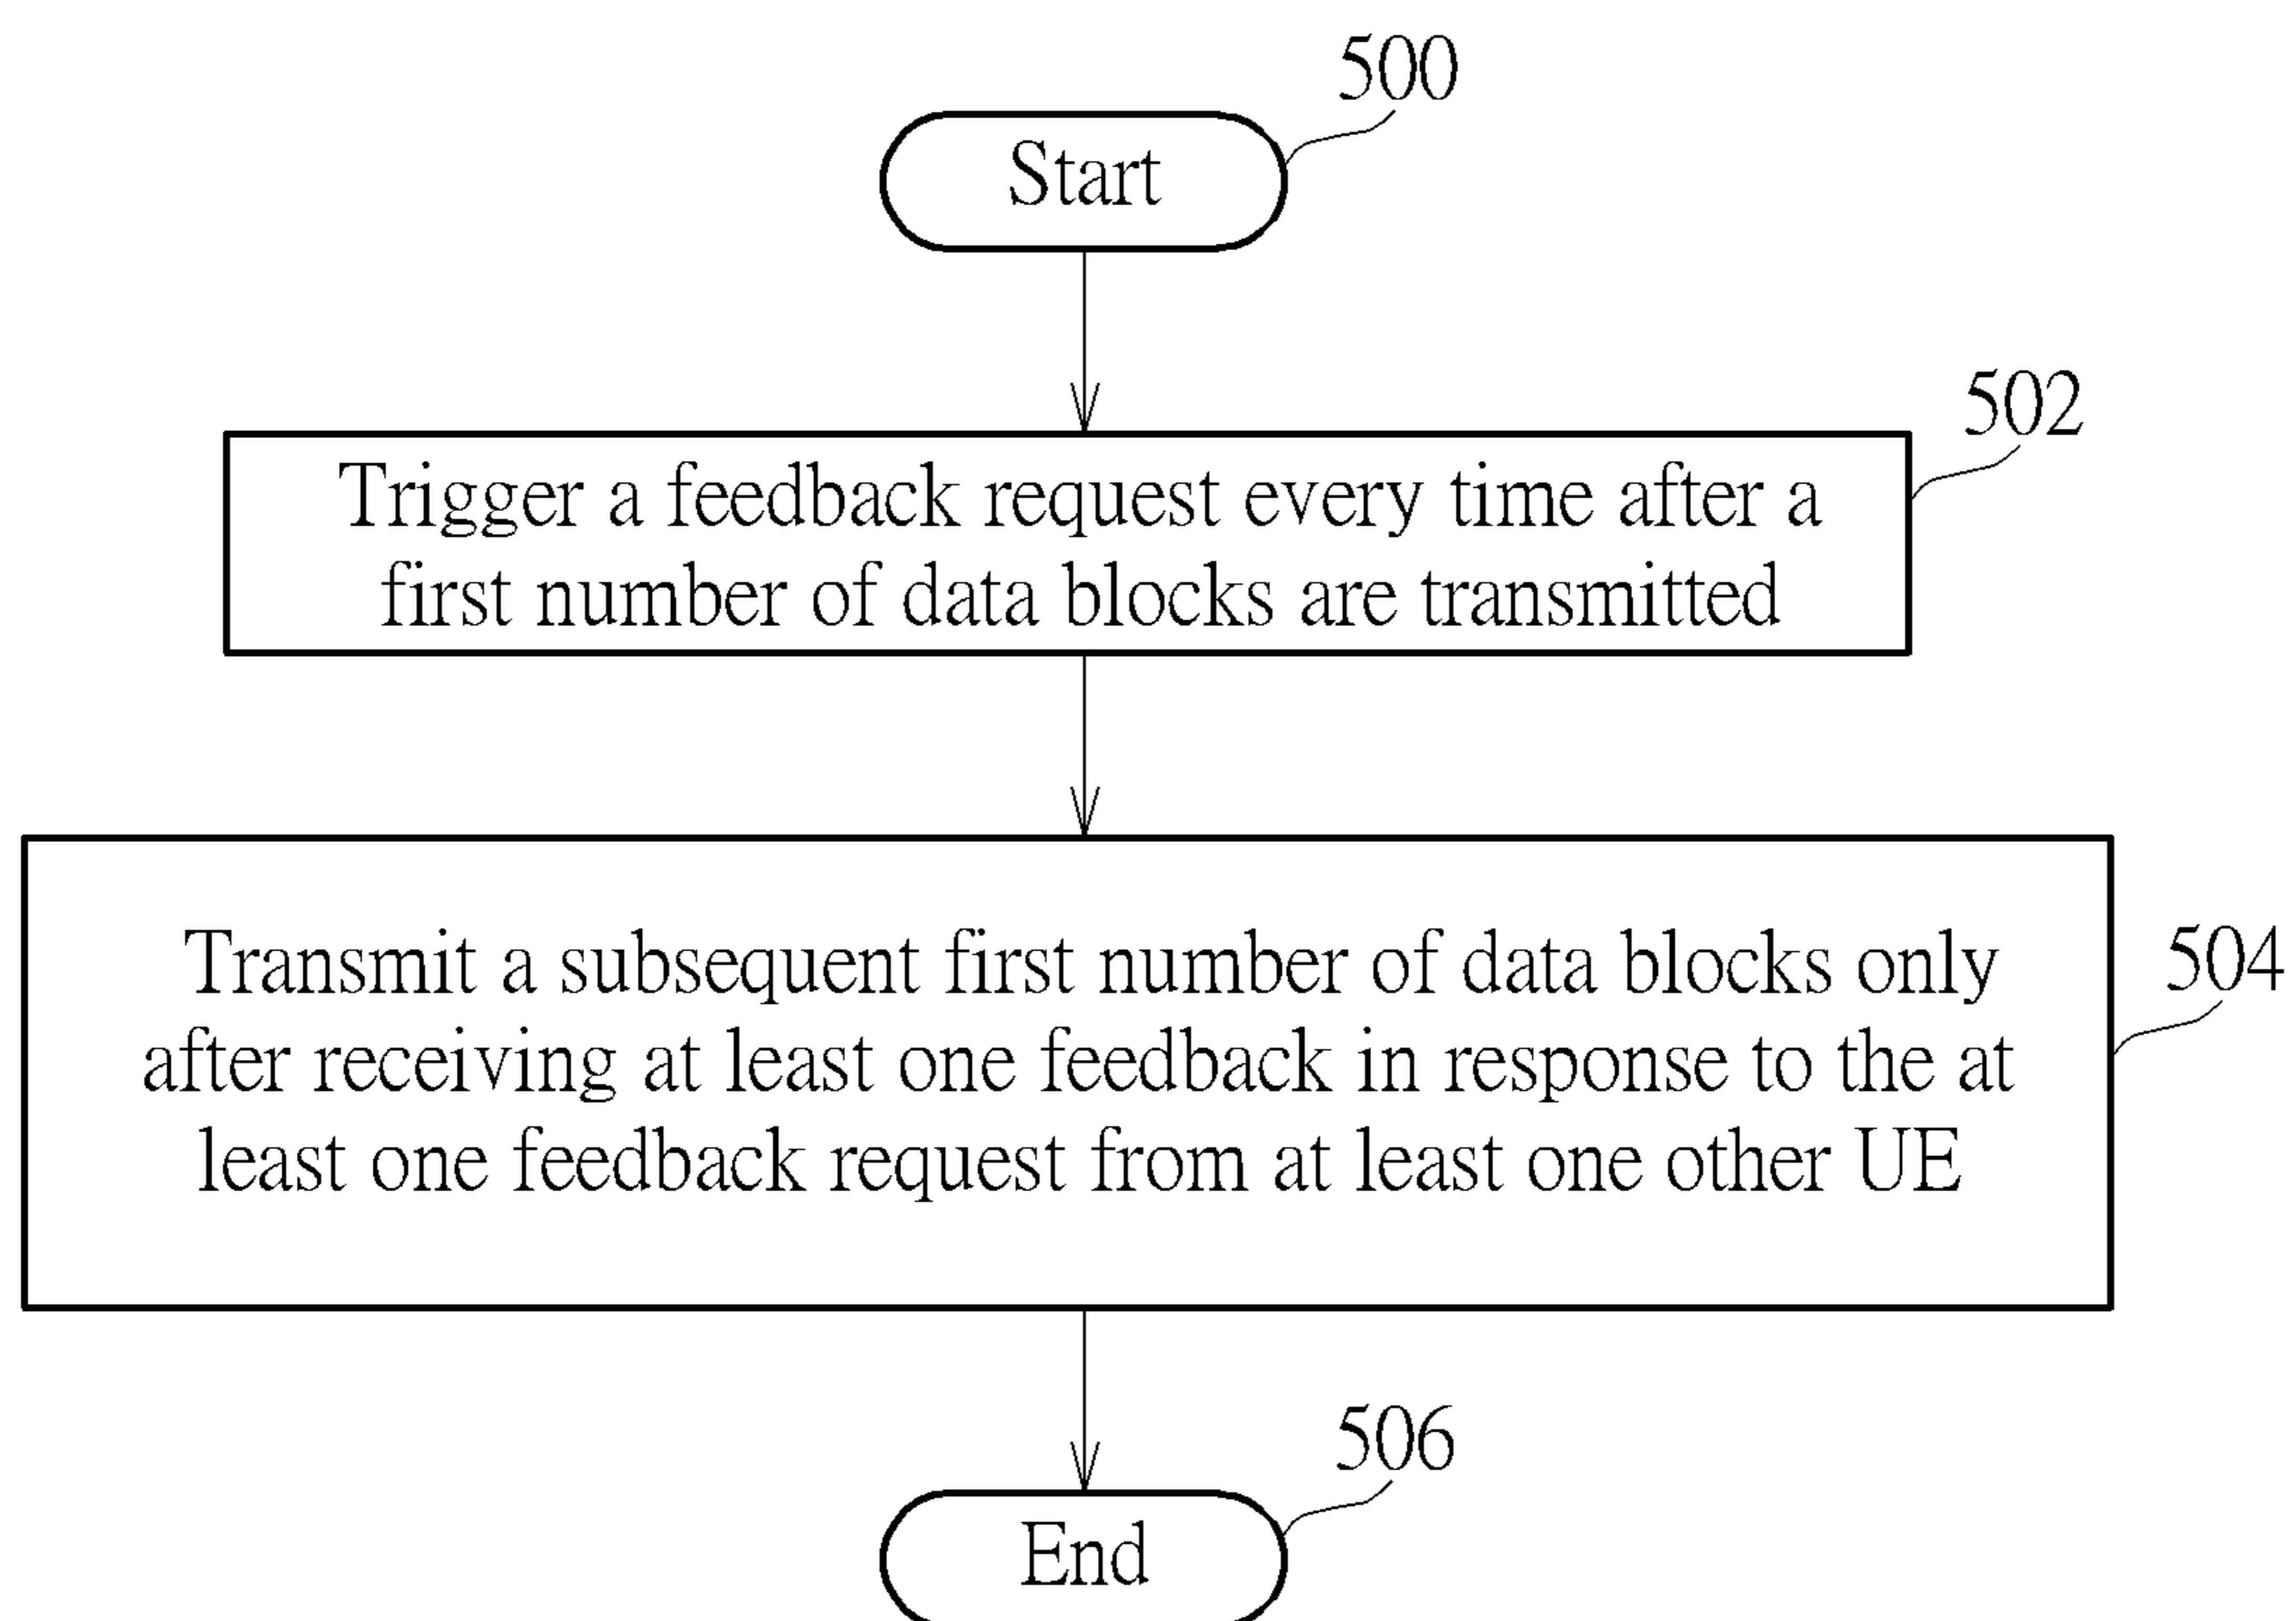 500
Start
502
Trigger a feedback request every time after a
first number of data blocks are transmitted
504
Transmit a subsequent first number of data blocks only
after receiving at least one feedback in response to the at
least one feedback request from at least one other UE
506
End